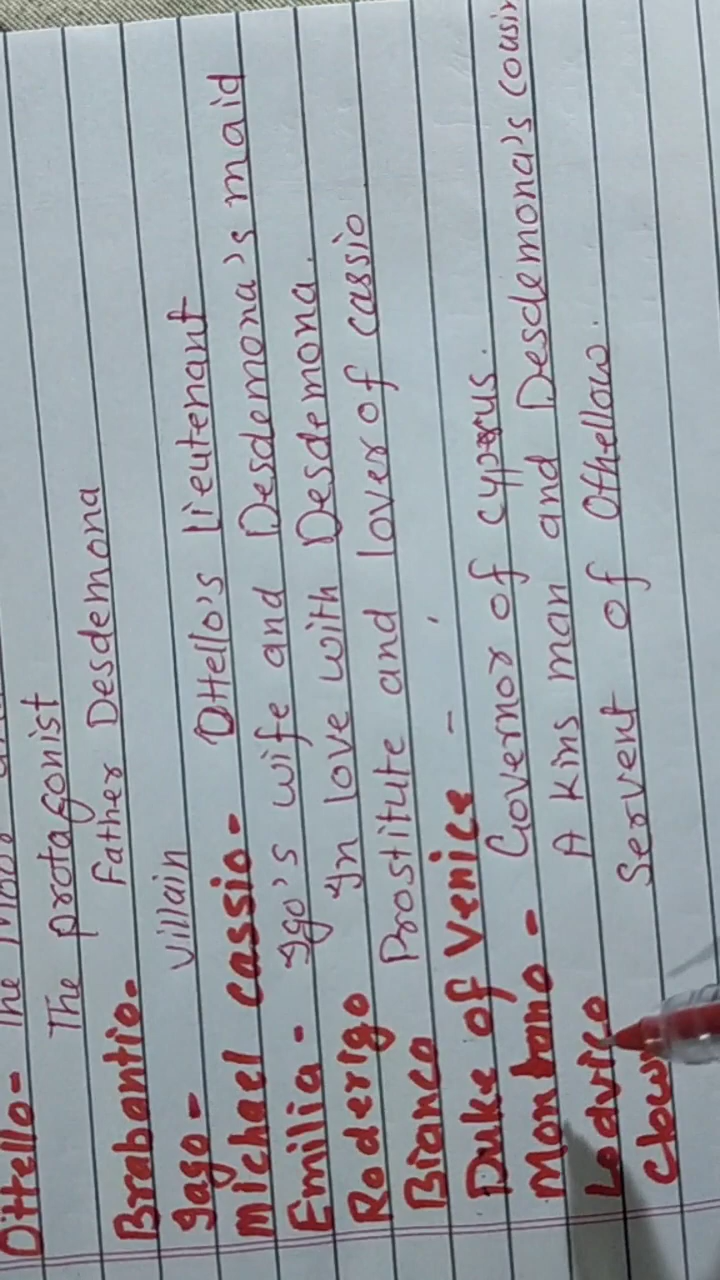 Ottello- The Moor
The protagonist
Brabantio- Father Desdemona
Iago- Villain
Michael cassio- Ottello's Lieutenant
Emilia- Igo's wife and Desdemona's maid
Roderigo In love with Desdemona.
Bianca Prostitute and lover of cassio
Duke of Venice -
Montano- Governor of cyprus.
Lodvico A kins man and Desdemona's cousin
Clown Servent of Othellow.